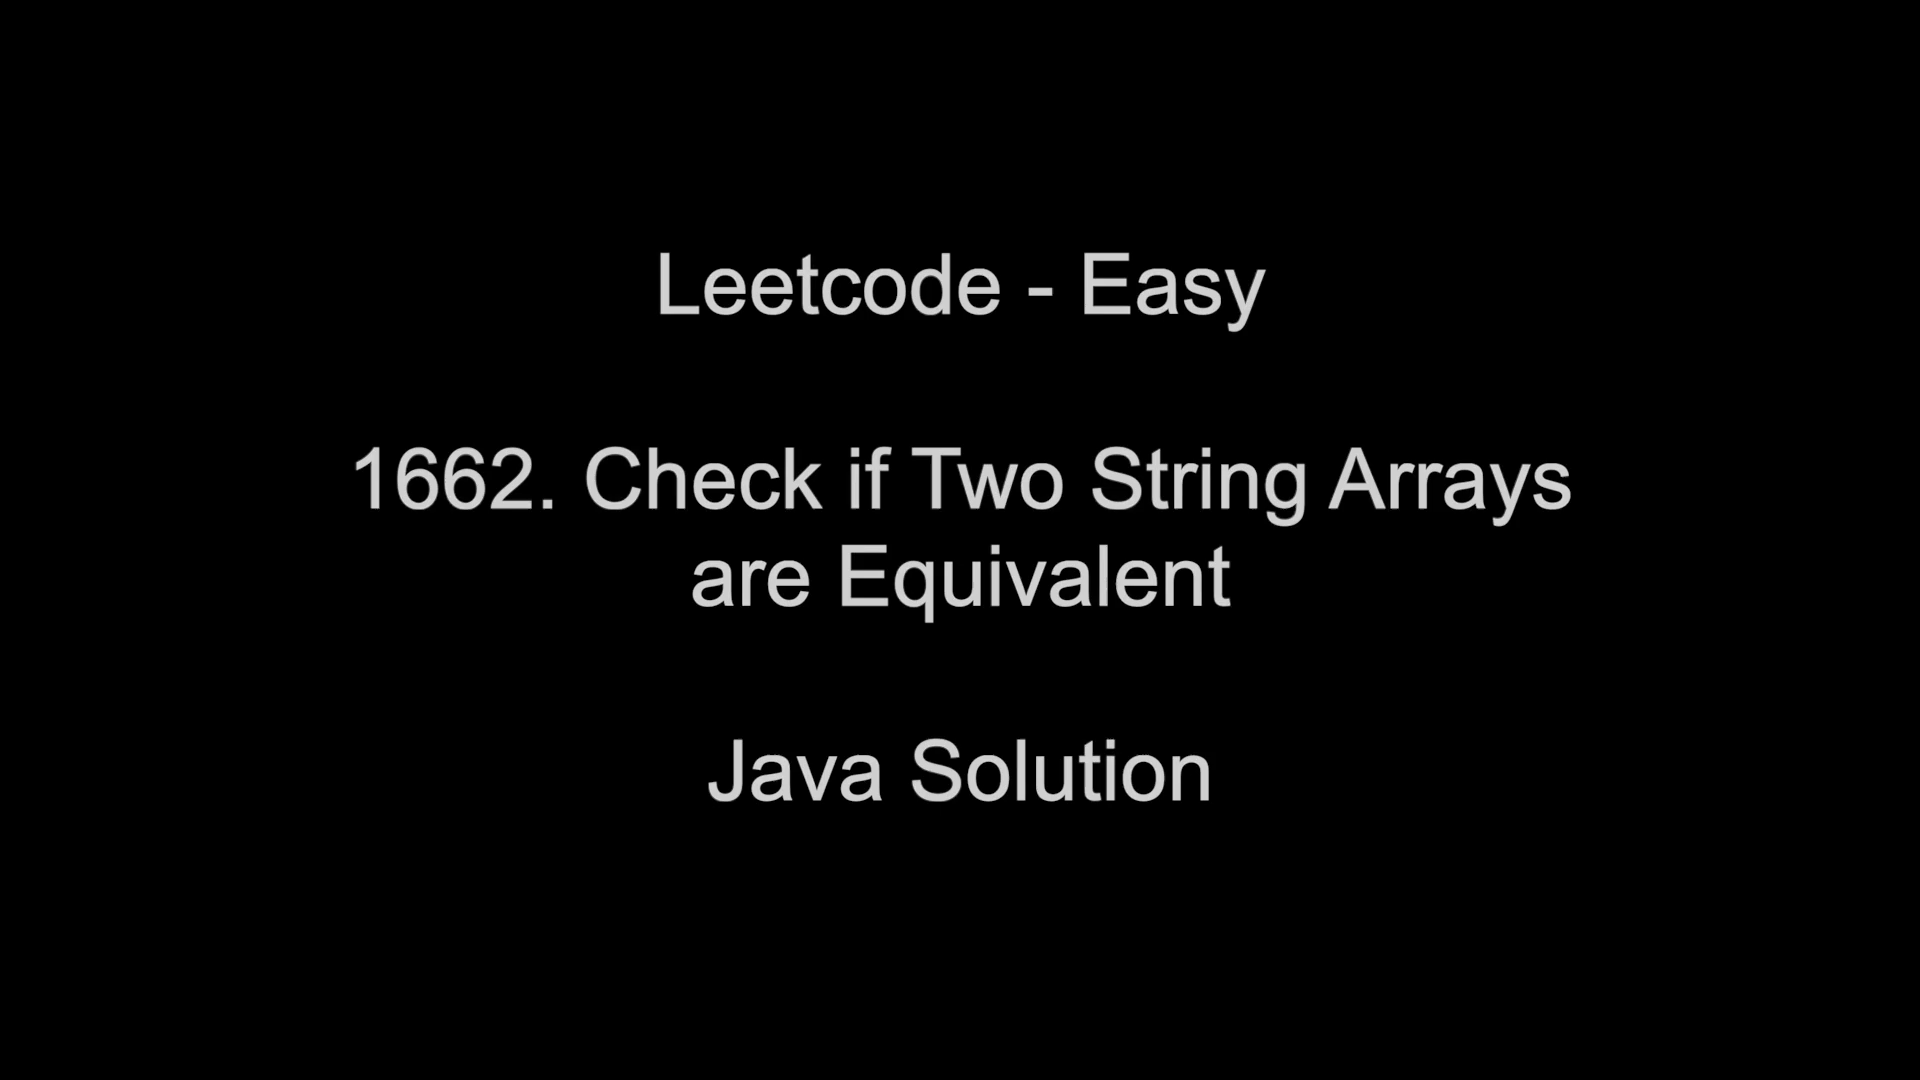 Leetcode - Easy
1662. Check if Two String Arrays
are Equivalent
Java Solution